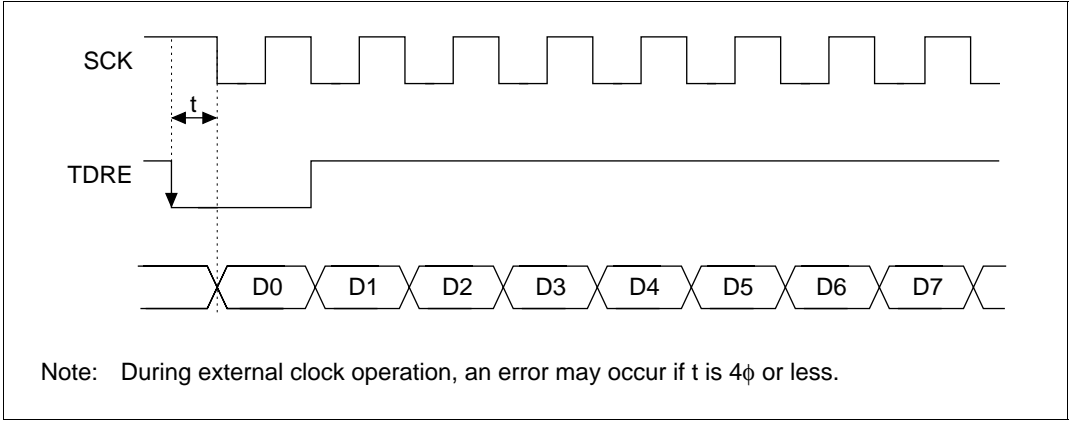 SCK
t
TDRE
D0 D1 D2 D3 D4 D5 D6 D7
Note: During external clock operation, an error may occur if t is 4ϕ or less.